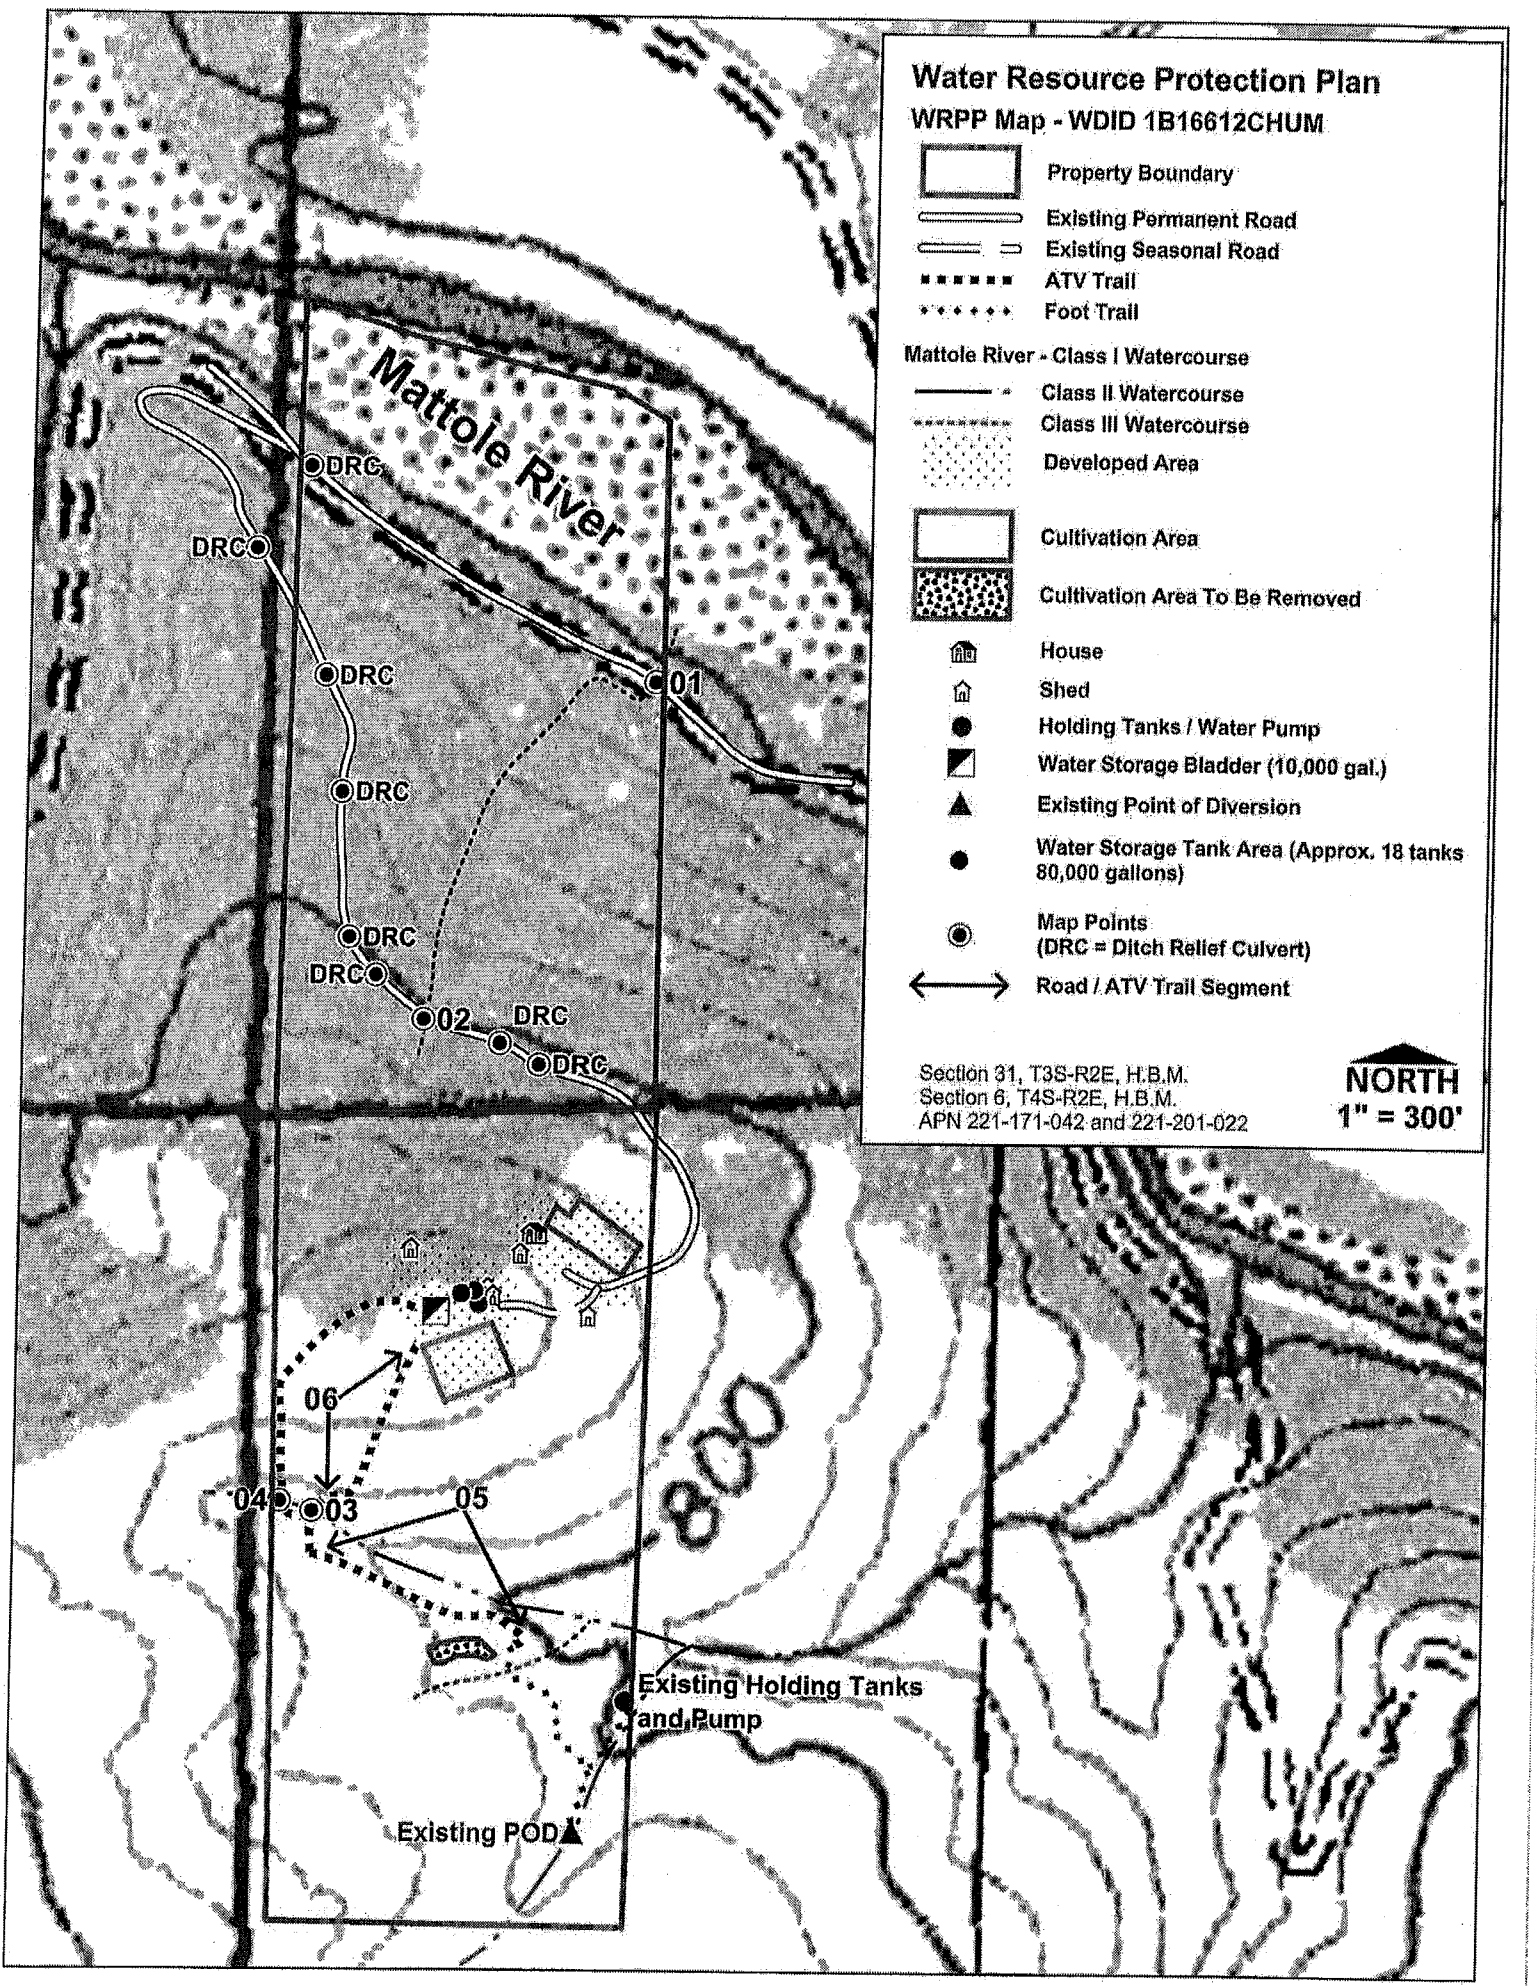 Water Resource Protection Plan
WRPP Map - WDID 1B16612CHUM
Property Boundary
Existing Permanent Road
Existing Seasonal Road
ATV Trail
Foot Trail
Mattole River - Class I Watercourse
Class II Watercourse
Class III Watercourse
Developed Area
Cultivation Area
Cultivation Area To Be Removed
House
Shed
Holding Tanks / Water Pump
Water Storage Bladder (10,000 gal.)
Existing Point of Diversion
Water Storage Tank Area (Approx. 18 tanks
80,000 gallons)
Map Points
(DRC = Ditch Relief Culvert)
Road / ATV Trail Segment
Section 31, T3S-R2E, H.B.M.
Section 6, T4S-R2E, H.B.M.
APN 221-171-042 and 221-201-022
NORTH
1" = 300'
Mattole River
DRC
DRC
DRC
01
DRC
DRC
DRC
02
DRC
DRC
06
800
04
03
05
Existing Holding Tanks
and Pump
Existing POD